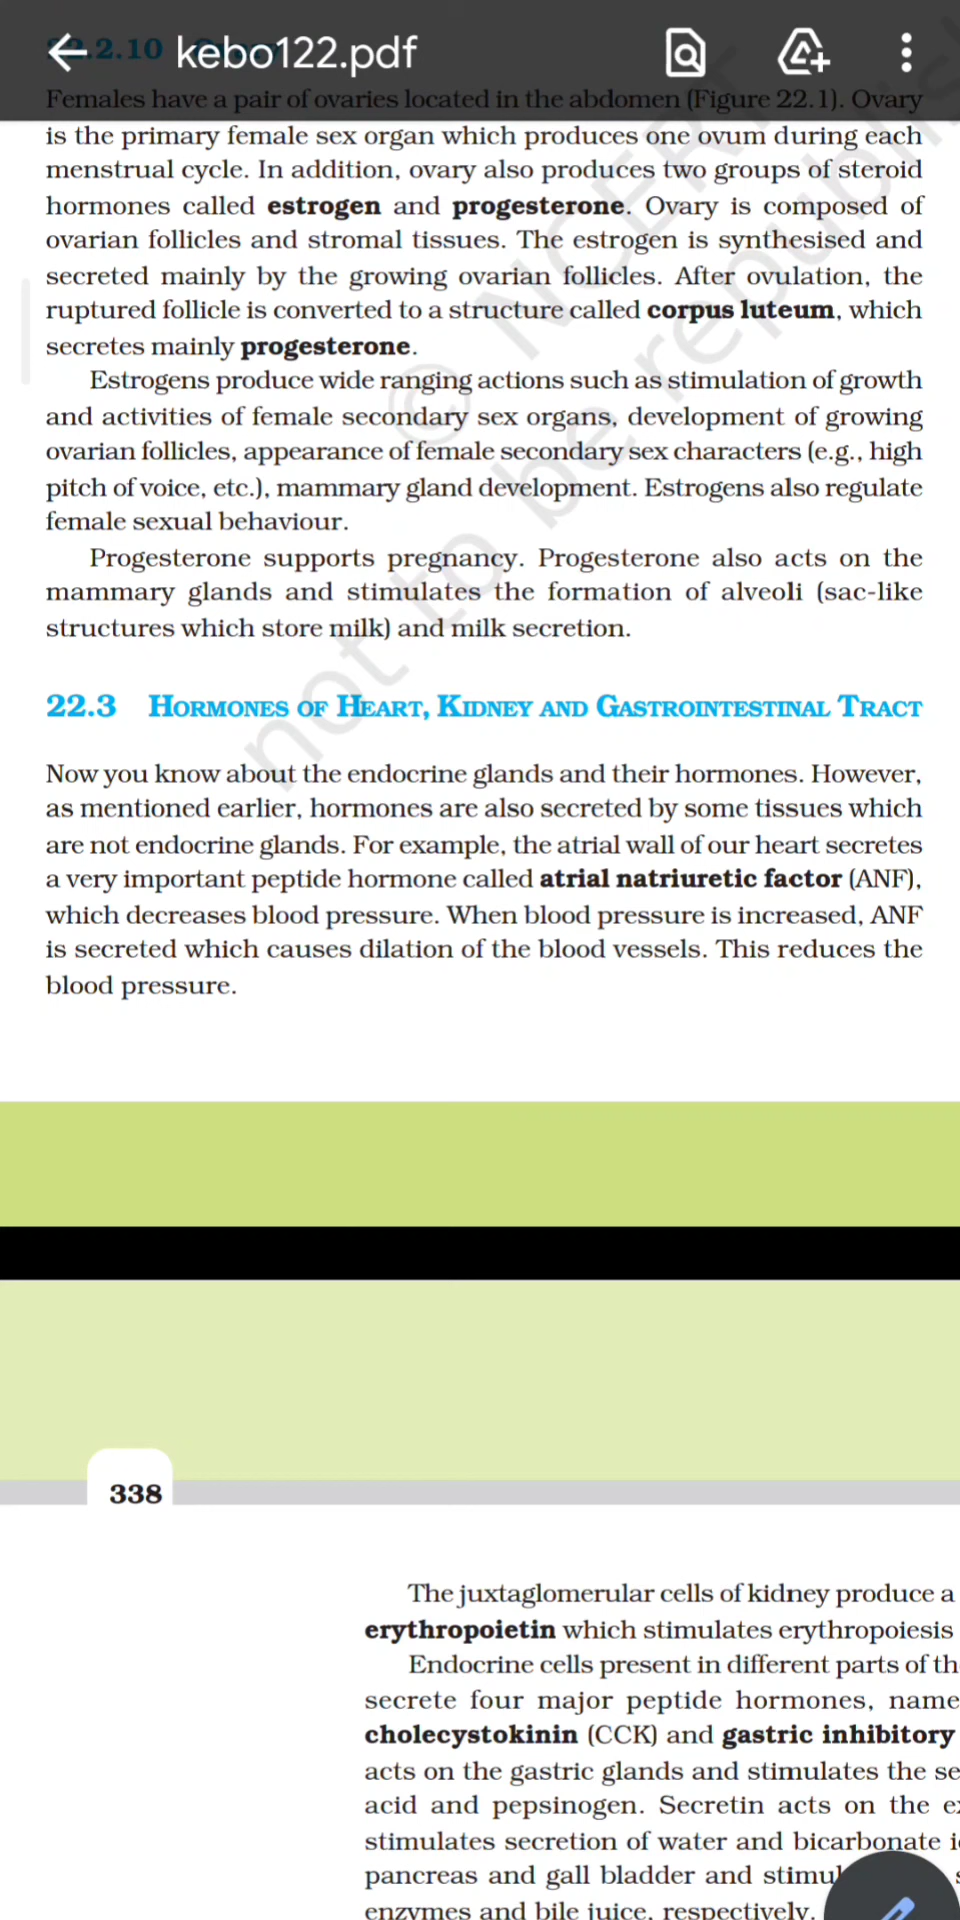 22.2.10
kebo122.pdf
Females have a pair of ovaries located in the abdomen (Figure 22.1). Ovary
is the primary female sex organ which produces one ovum during each
menstrual cycle. In addition, ovary also produces two groups of steroid
hormones called estrogen and progesterone. Ovary is composed of
ovarian follicles and stromal tissues. The estrogen is synthesised and
secreted mainly by the growing ovarian follicles. After ovulation, the
ruptured follicle is converted to a structure called corpus luteum, which
secretes mainly progesterone.
Estrogens produce wide ranging actions such as stimulation of growth
and activities of female secondary sex organs, development of growing
ovarian follicles, appearance of female secondary sex characters (e.g., high
pitch of voice, etc.), mammary gland development. Estrogens also regulate
female sexual behaviour.
Progesterone supports pregnancy. Progesterone also acts on the
mammary glands and stimulates the formation of alveoli (sac-like
structures which store milk) and milk secretion.
22.3 HORMONES OF HEART, KIDNEY AND GASTROINTESTINAL TRACT
Now you know about the endocrine glands and their hormones. However,
as mentioned earlier, hormones are also secreted by some tissues which
are not endocrine glands. For example, the atrial wall of our heart secretes
a very important peptide hormone called atrial natriuretic factor (ANF),
which decreases blood pressure. When blood pressure is increased, ANF
is secreted which causes dilation of the blood vessels. This reduces the
blood pressure.
© NCERT
not to be republis
338
The juxtaglomerular cells of kidney produce a
erythropoietin which stimulates erythropoiesis
Endocrine cells present in different parts of th
secrete four major peptide hormones, name
cholecystokinin (CCK) and gastric inhibitory
acts on the gastric glands and stimulates the se
acid and pepsinogen. Secretin acts on the e
stimulates secretion of water and bicarbonate i
pancreas and gall bladder and stimul
enzymes and bile juice, respectively.